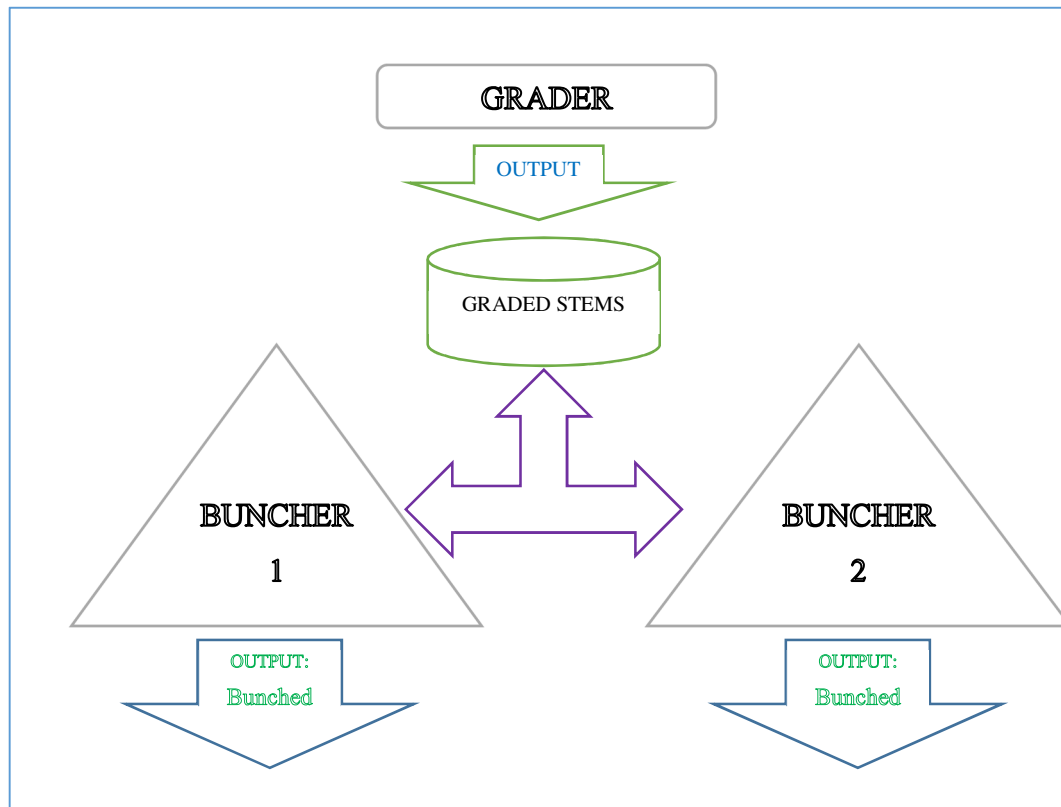 GRADER
OUTPUT
GRADED STEMS
BUNCHER
1
BUNCHER
2
OUTPUT:
Bunched
OUTPUT:
Bunched